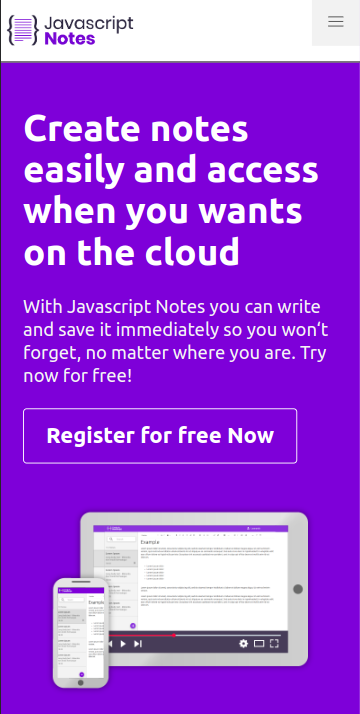 Javascript
Notes
Create notes
easily and access
when you wants
on the cloud
With Javascript Notes you can write
and save it immediately so you won't
forget, no matter where you are. Try
now for free!
Register for free Now
Example
Example